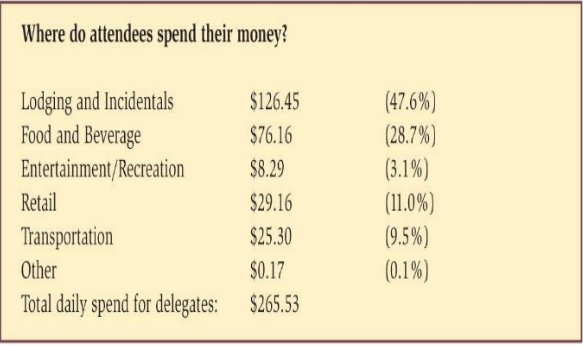 Where do attendees spend their money?
Lodging and Incidentals $126.45 (47.6%)
Food and Beverage $76.16 (28.7%)
Entertainment/Recreation $8.29 (3.1%)
Retail $29.16 (11.0%)
Transportation $25.30 (9.5%)
Other $0.17 (0.1%)
Total daily spend for delegates: $265.53